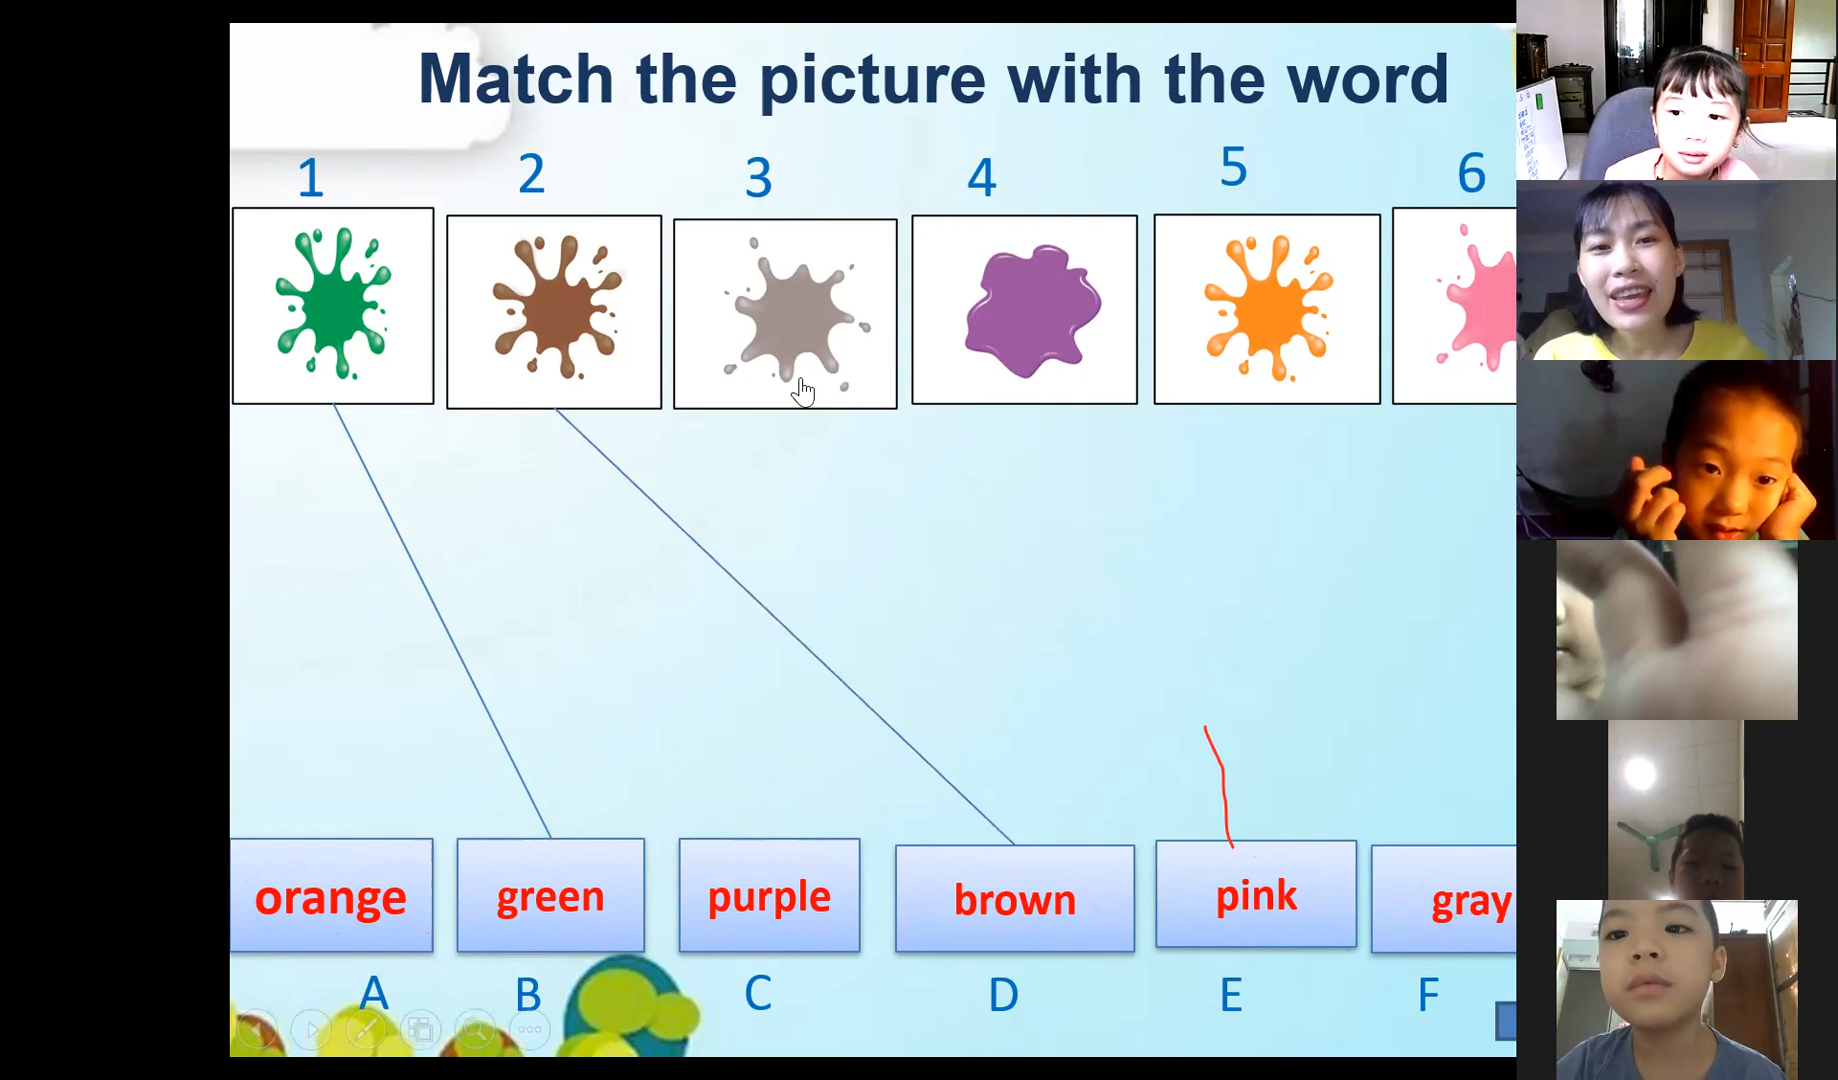 Match the picture with the word
1 2 3 4 5 6
orange green purple brown pink gray
A B C D E F